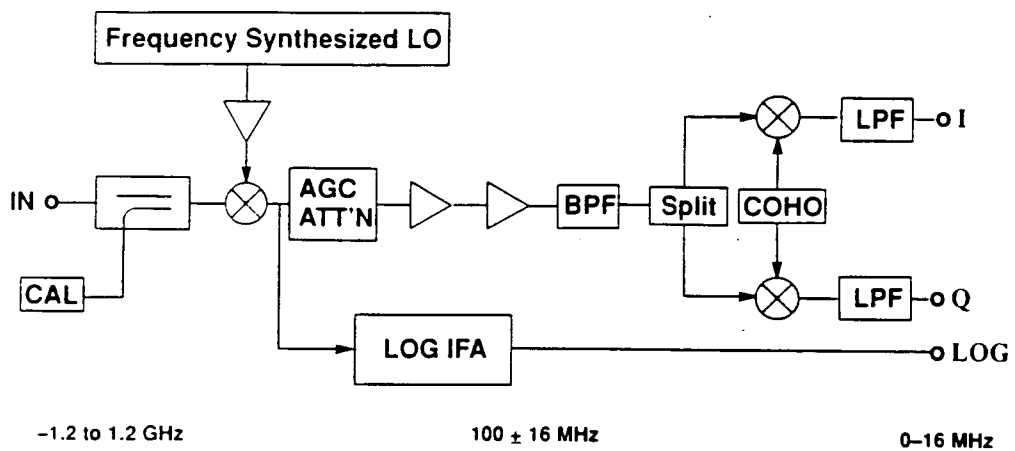 Frequency Synthesized LO
IN
CAL
AGC
ATT'N
BPF
Split
COHO
LPF
I
LPF
Q
LOG IFA
LOG
–1.2 to 1.2 GHz
100 ± 16 MHz
0–16 MHz